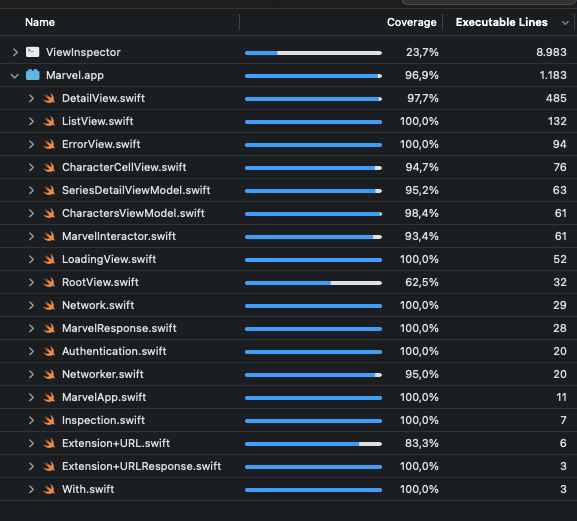 Name Coverage Executable Lines
ViewInspector 23,7% 8.983
Marvel.app 96,9% 1.183
DetailView.swift 97,7% 485
ListView.swift 100,0% 132
ErrorView.swift 100,0% 94
CharacterCellView.swift 94,7% 76
SeriesDetailViewModel.swift 95,2% 63
CharactersViewModel.swift 98,4% 61
MarvelInteractor.swift 93,4% 61
LoadingView.swift 100,0% 52
RootView.swift 62,5% 32
Network.swift 100,0% 29
MarvelResponse.swift 100,0% 28
Authentication.swift 100,0% 20
Networker.swift 95,0% 20
MarvelApp.swift 100,0% 11
Inspection.swift 100,0% 7
Extension+URL.swift 83,3% 6
Extension+URLResponse.swift 100,0% 3
With.swift 100,0% 3